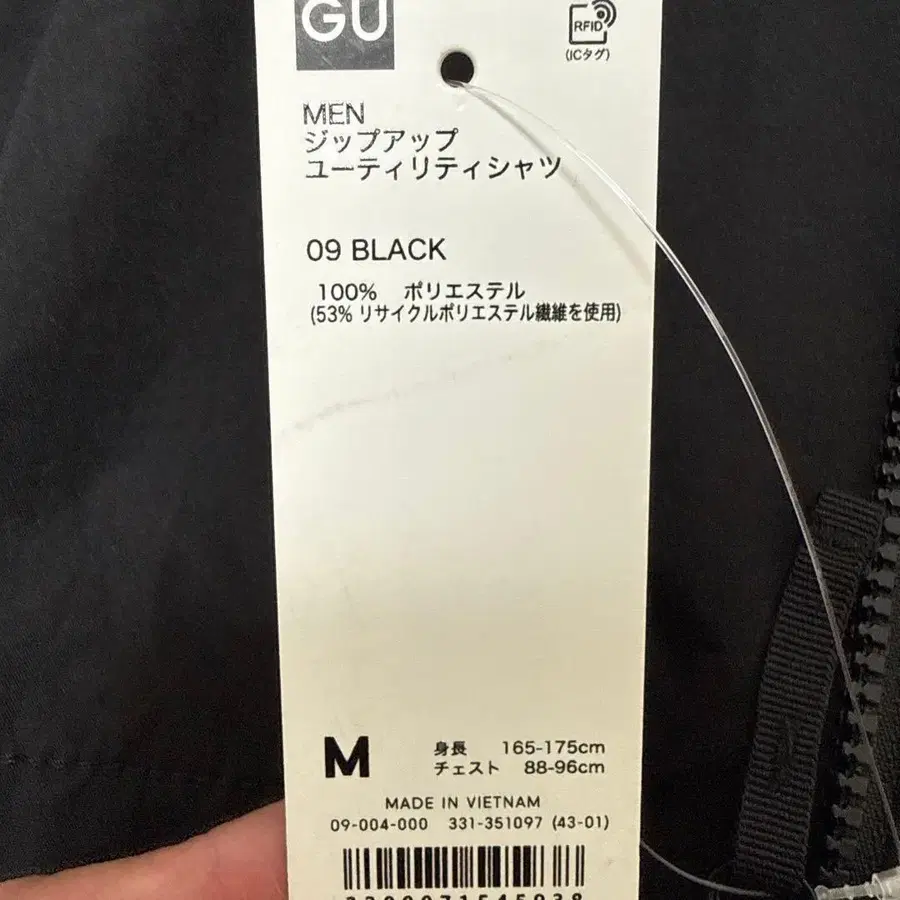 GU
RFID
(ICタグ)
MEN
ジップアップ
ユーティリティシャツ
09 BLACK
100% ポリエステル
(53% リサイクルポリエステル繊維を使用)
M
身長 165-175cm
チェスト 88-96cm
MADE IN VIETNAM
09-004-000 331-351097 (43-01)